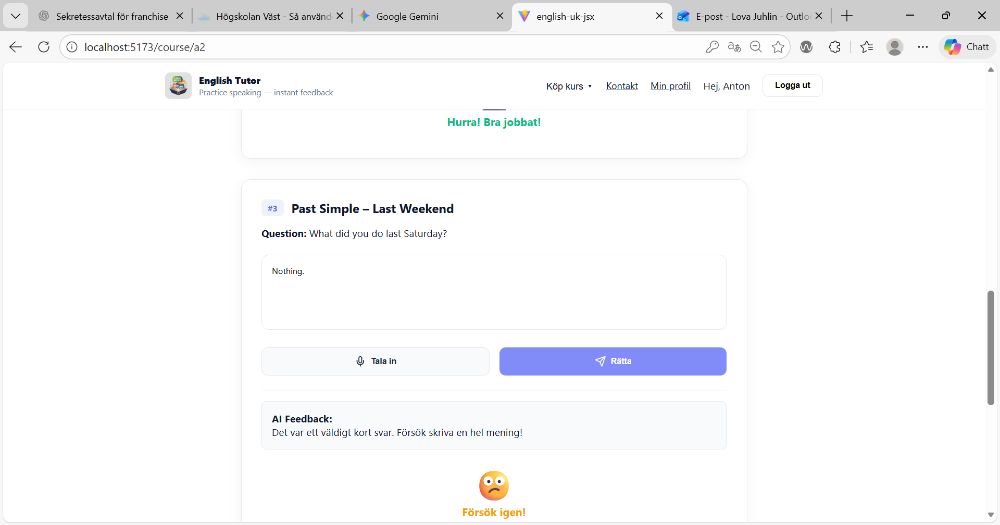 Sekretessavtal för franchise
Högskolan Väst - Så använd
Google Gemini
english-uk-jsx
E-post - Lova Juhlin - Outloo
localhost:5173/course/a2
Chatt
English Tutor
Practice speaking — instant feedback
Köp kurs ▼
Kontakt
Min profil
Hej, Anton
Logga ut
Hurra! Bra jobbat!
#3 Past Simple – Last Weekend
Question: What did you do last Saturday?
Nothing.
Tala in
Rätta
AI Feedback:
Det var ett väldigt kort svar. Försök skriva en hel mening!
Försök igen!